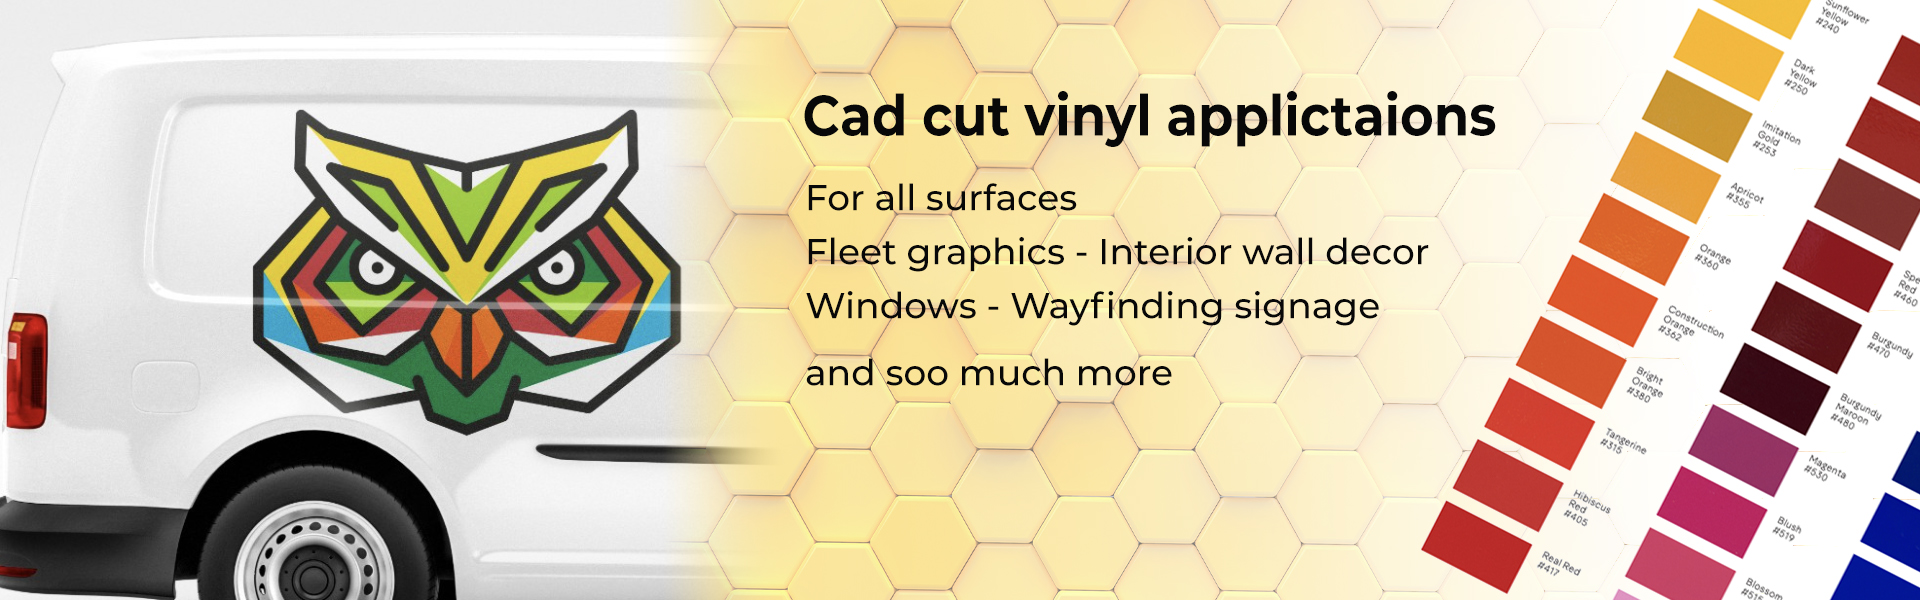 Cad cut vinyl applictaions
For all surfaces
Fleet graphics - Interior wall decor
Windows - Wayfinding signage
and soo much more
Sunflower
Yellow
#240
Dark
Yellow
#250
Imitation
Gold
#253
Apricot
#355
Orange
#360
Construction
Orange
#362
Bright
Orange
#380
Tangerine
#315
Hibiscus
Red
#405
Real Red
#417
Red
#460
Burgundy
#470
Burgundy
Maroon
#480
Magenta
#530
Blush
#519
Blossom